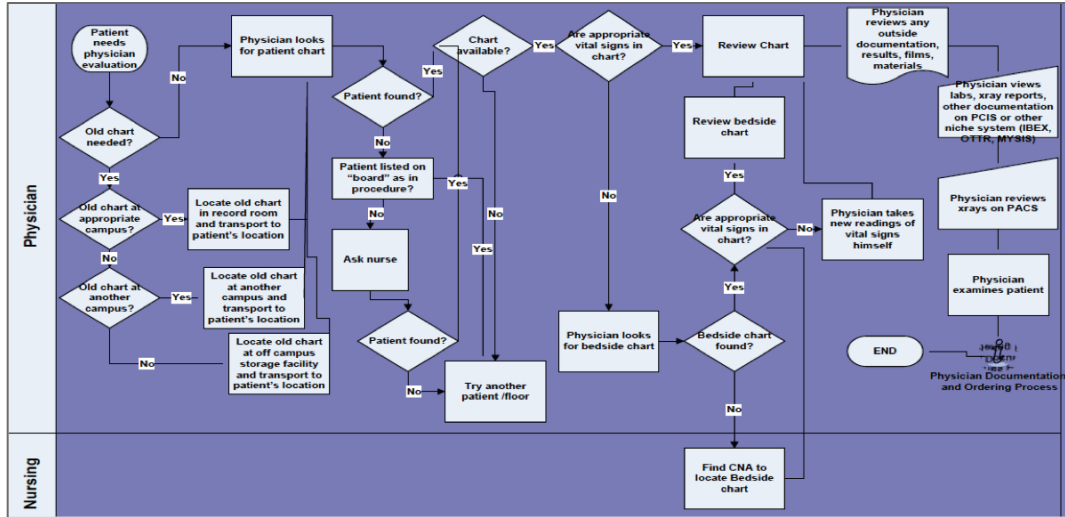 Physician
Nursing
Patient
needs
physician
evaluation
Old chart
needed?
No
Yes
Old chart at
appropriate
campus?
Yes
No
Old chart at
another
campus?
Yes
No
Physician looks
for patient chart
Locate old chart
in record room
and transport to
patient's location
Locate old chart
at another
campus and
transport to
patient's location
Locate old chart
at off campus
storage facility
and transport to
patient's location
Patient found?
Yes
No
Patient listed on
"board" as in
procedure?
No
Yes
Ask nurse
Patient found?
Yes
No
Try another
patient /floor
Chart
available?
Yes
No
Are appropriate
vital signs in
chart?
Yes
No
Physician looks
for bedside chart
Bedside chart
found?
Yes
No
Find CNA to
locate Bedside
chart
Are appropriate
vital signs in
chart?
Yes
No
Review bedside
chart
Review Chart
Physician takes
new readings of
vital signs
himself
Physician
reviews any
outside
documentation,
results, films,
materials
Physician views
labs, xray reports,
other documentation
on PCIS or other
niche system (IBEX,
OTTR, MYSIS)
Physician reviews
xrays on PACS
Physician
examines patient
Physician Documentation
and Ordering Process
END